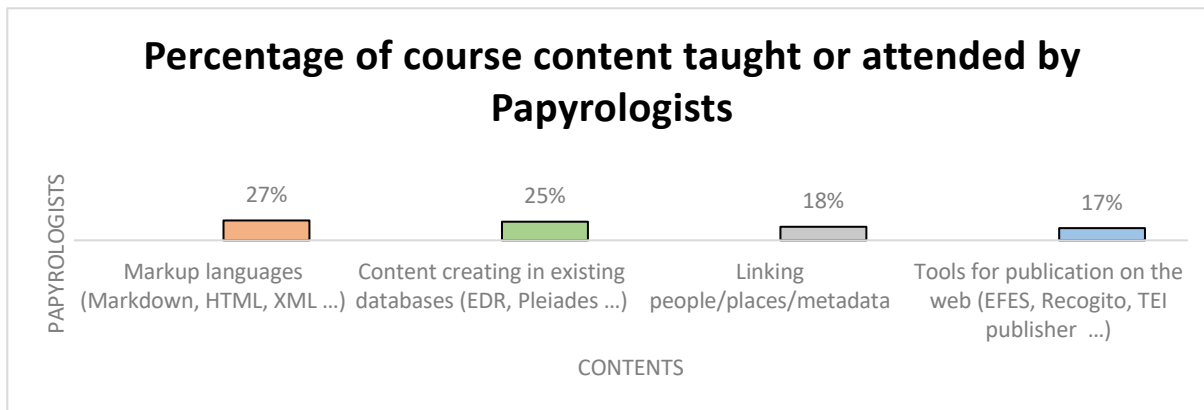 Percentage of course content taught or attended by
Papyrologists
PAPYROLOGISTS
27%
25%
18%
17%
Markup languages
(Markdown, HTML, XML ...)
Content creating in existing
databases (EDR, Pleiades ...)
Linking
people/places/metadata
Tools for publication on the
web (EFES, Recogito, TEI
publisher ...)
CONTENTS